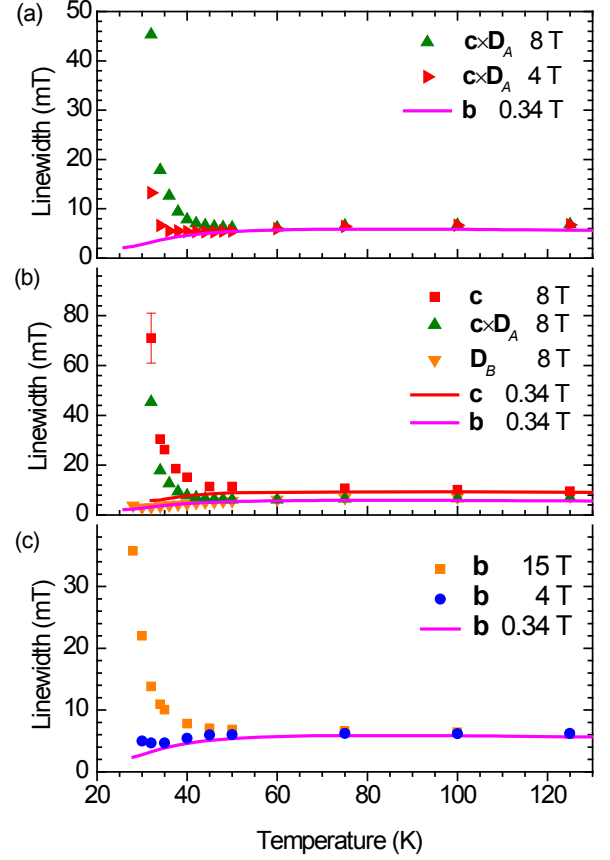 (a)
50
40
30
20
10
0
Linewidth (mT)
c×D_A 8 T
c×D_A 4 T
b 0.34 T
(b)
80
60
40
20
0
Linewidth (mT)
c 8 T
c×D_A 8 T
D_B 8 T
c 0.34 T
b 0.34 T
(c)
30
20
10
0
Linewidth (mT)
b 15 T
b 4 T
b 0.34 T
20 40 60 80 100 120
Temperature (K)